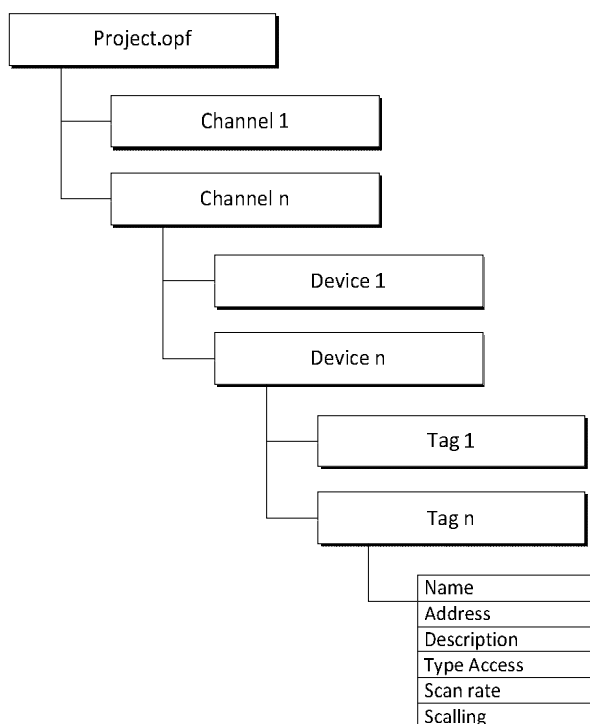 Project.opf
Channel 1
Channel n
Device 1
Device n
Tag 1
Tag n
Name
Address
Description
Type Access
Scan rate
Scalling